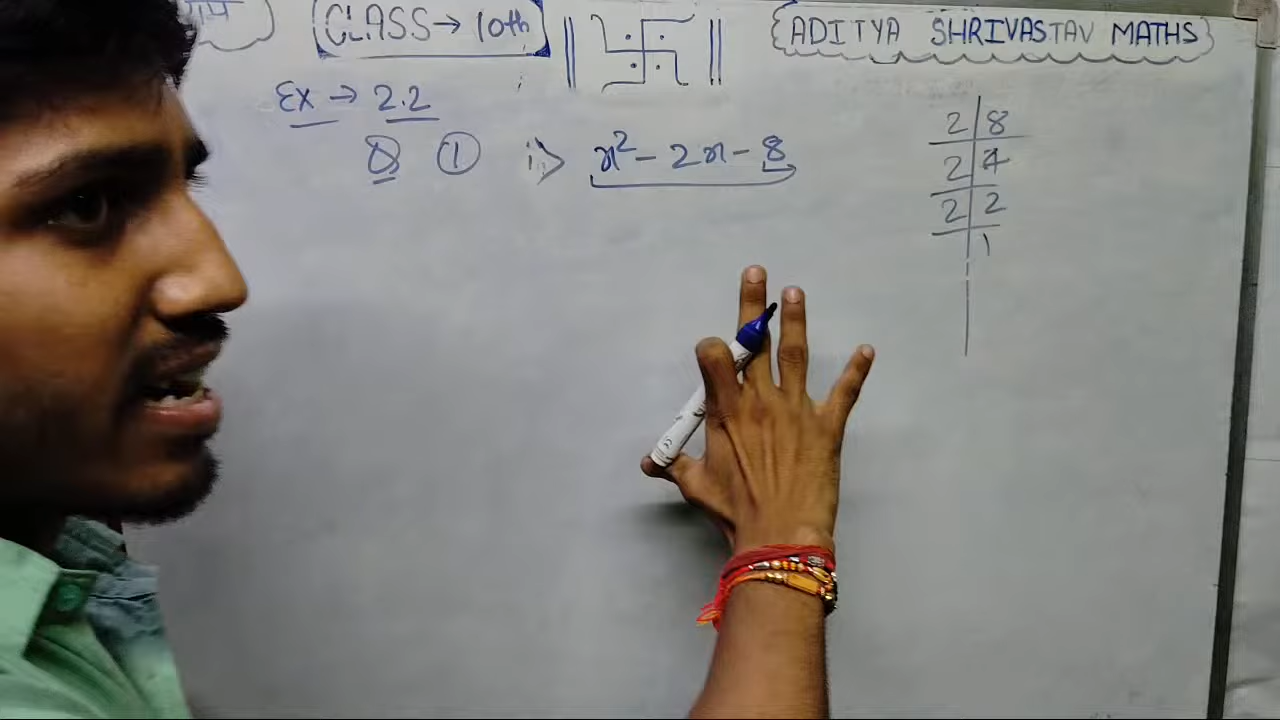 CLASS → 10th
ADITYA SHRIVASTAV MATHS
Ex → 2.2
Q ① i> x² - 2x - 8
2 | 8
2 | 4
2 | 2
1